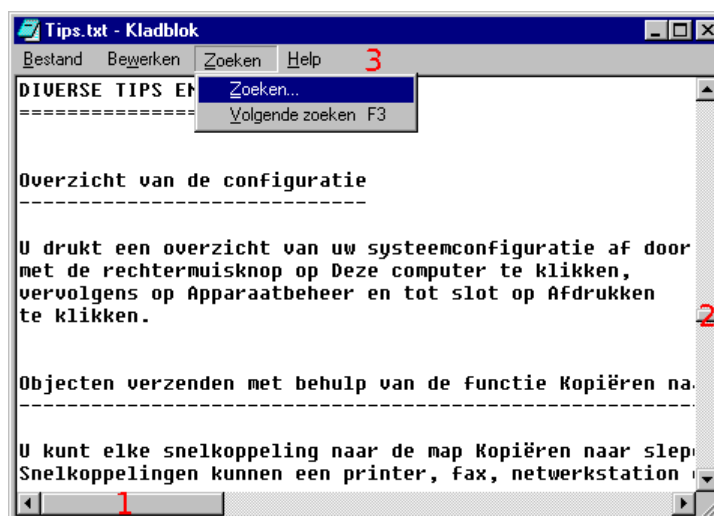 Tips.txt - Kladblok
Bestand Bewerken Zoeken Help 3
Zoeken...
Volgende zoeken F3
DIVERSE TIPS EN
===============
Overzicht van de configuratie
-----------------------------
U drukt een overzicht van uw systeemconfiguratie af door
met de rechtermuisknop op Deze computer te klikken,
vervolgens op Apparaatbeheer en tot slot op Afdrukken
te klikken.
2
Objecten verzenden met behulp van de functie Kopiëren na
--------------------------------------------------------
U kunt elke snelkoppeling naar de map Kopiëren naar slep
Snelkoppelingen kunnen een printer, fax, netwerkstation
1